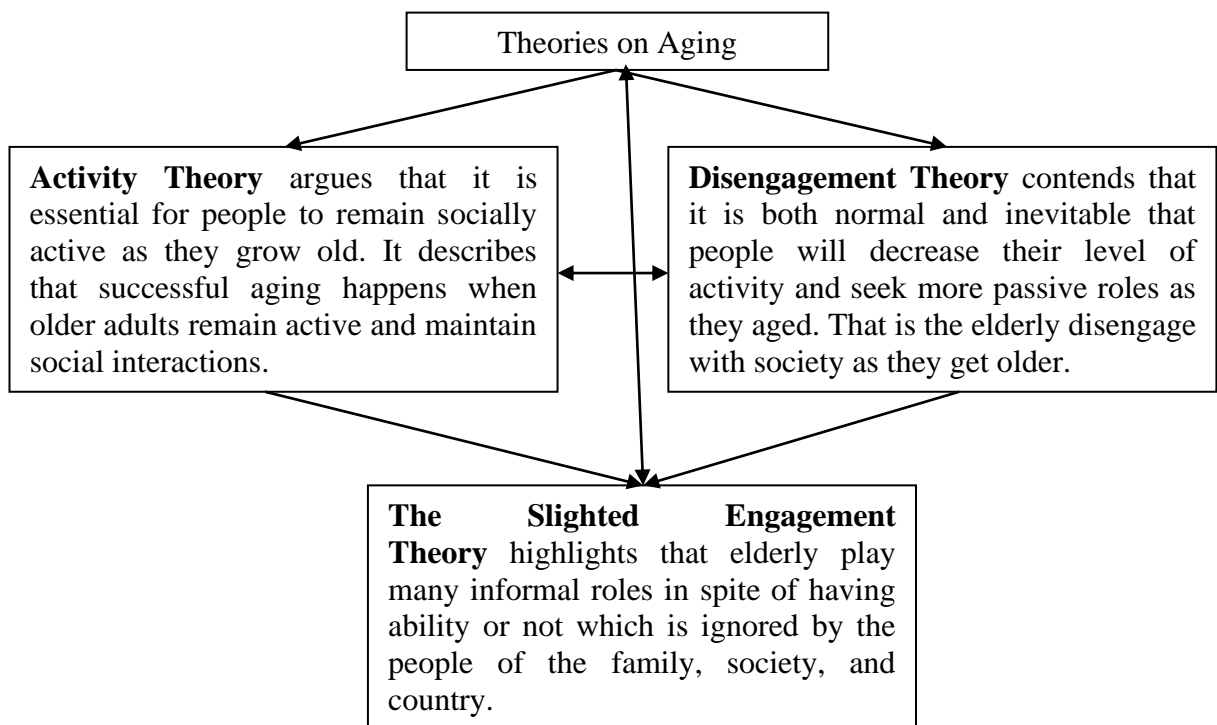 Theories on Aging
Activity Theory argues that it is
essential for people to remain socially
active as they grow old. It describes
that successful aging happens when
older adults remain active and maintain
social interactions.
Disengagement Theory contends that
it is both normal and inevitable that
people will decrease their level of
activity and seek more passive roles as
they aged. That is the elderly disengage
with society as they get older.
The Slighted Engagement
Theory highlights that elderly play
many informal roles in spite of having
ability or not which is ignored by the
people of the family, society, and
country.